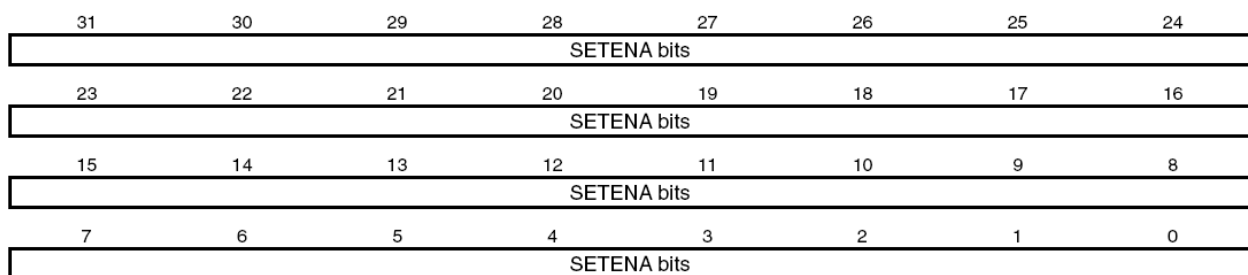 31 30 29 28 27 26 25 24
SETENA bits
23 22 21 20 19 18 17 16
SETENA bits
15 14 13 12 11 10 9 8
SETENA bits
7 6 5 4 3 2 1 0
SETENA bits